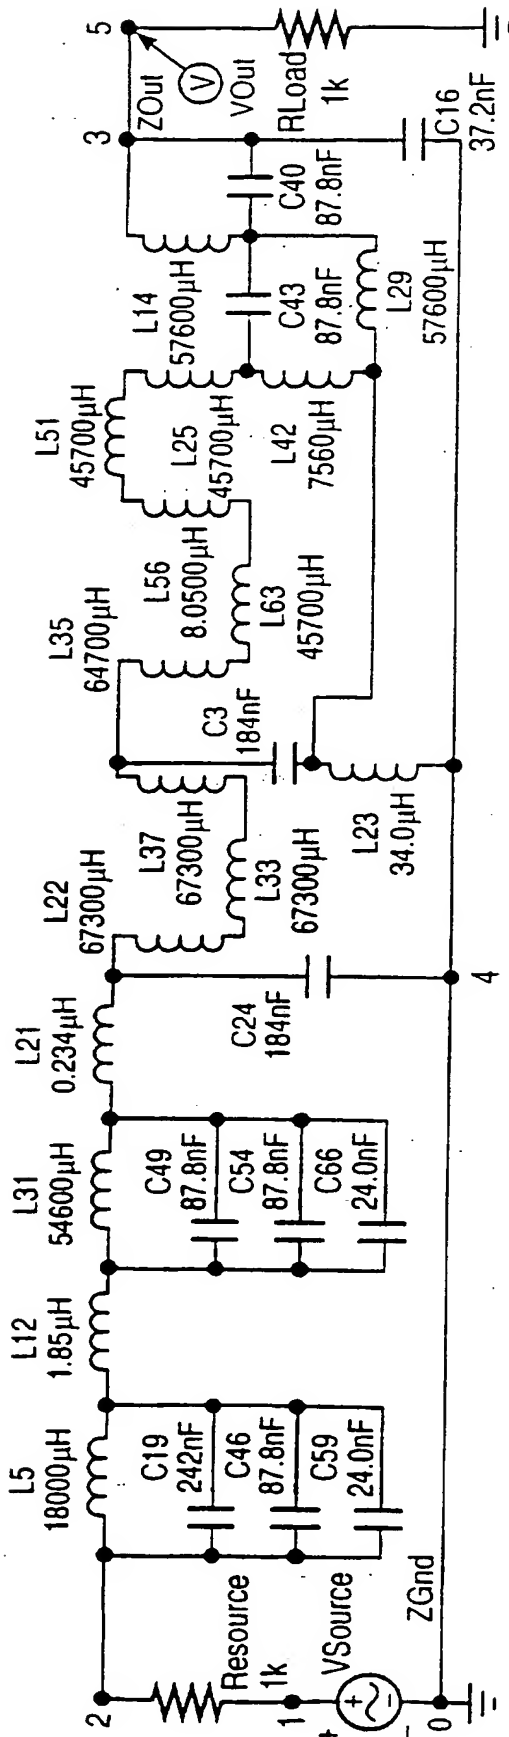 L5
18000μH
L12
1.85μH
L31
54600μH
L21
0.234μH
L22
67300μH
L37
67300μH
L33
67300μH
L35
64700μH
L56
8.0500μH
L63
45700μH
L51
45700μH
L25
45700μH
L14
57600μH
L42
7560μH
C43
87.8nF
C40
87.8nF
L29
57600μH
3
5
ZOut
V
VOut
RLoad
1k
C16
37.2nF
2
Resource
1k
1
VSource
+
+
-
0
ZGnd
C19
242nF
C46
87.8nF
C59
24.0nF
C49
87.8nF
C54
87.8nF
C66
24.0nF
C24
184nF
C3
184nF
L23
34.0μH
4